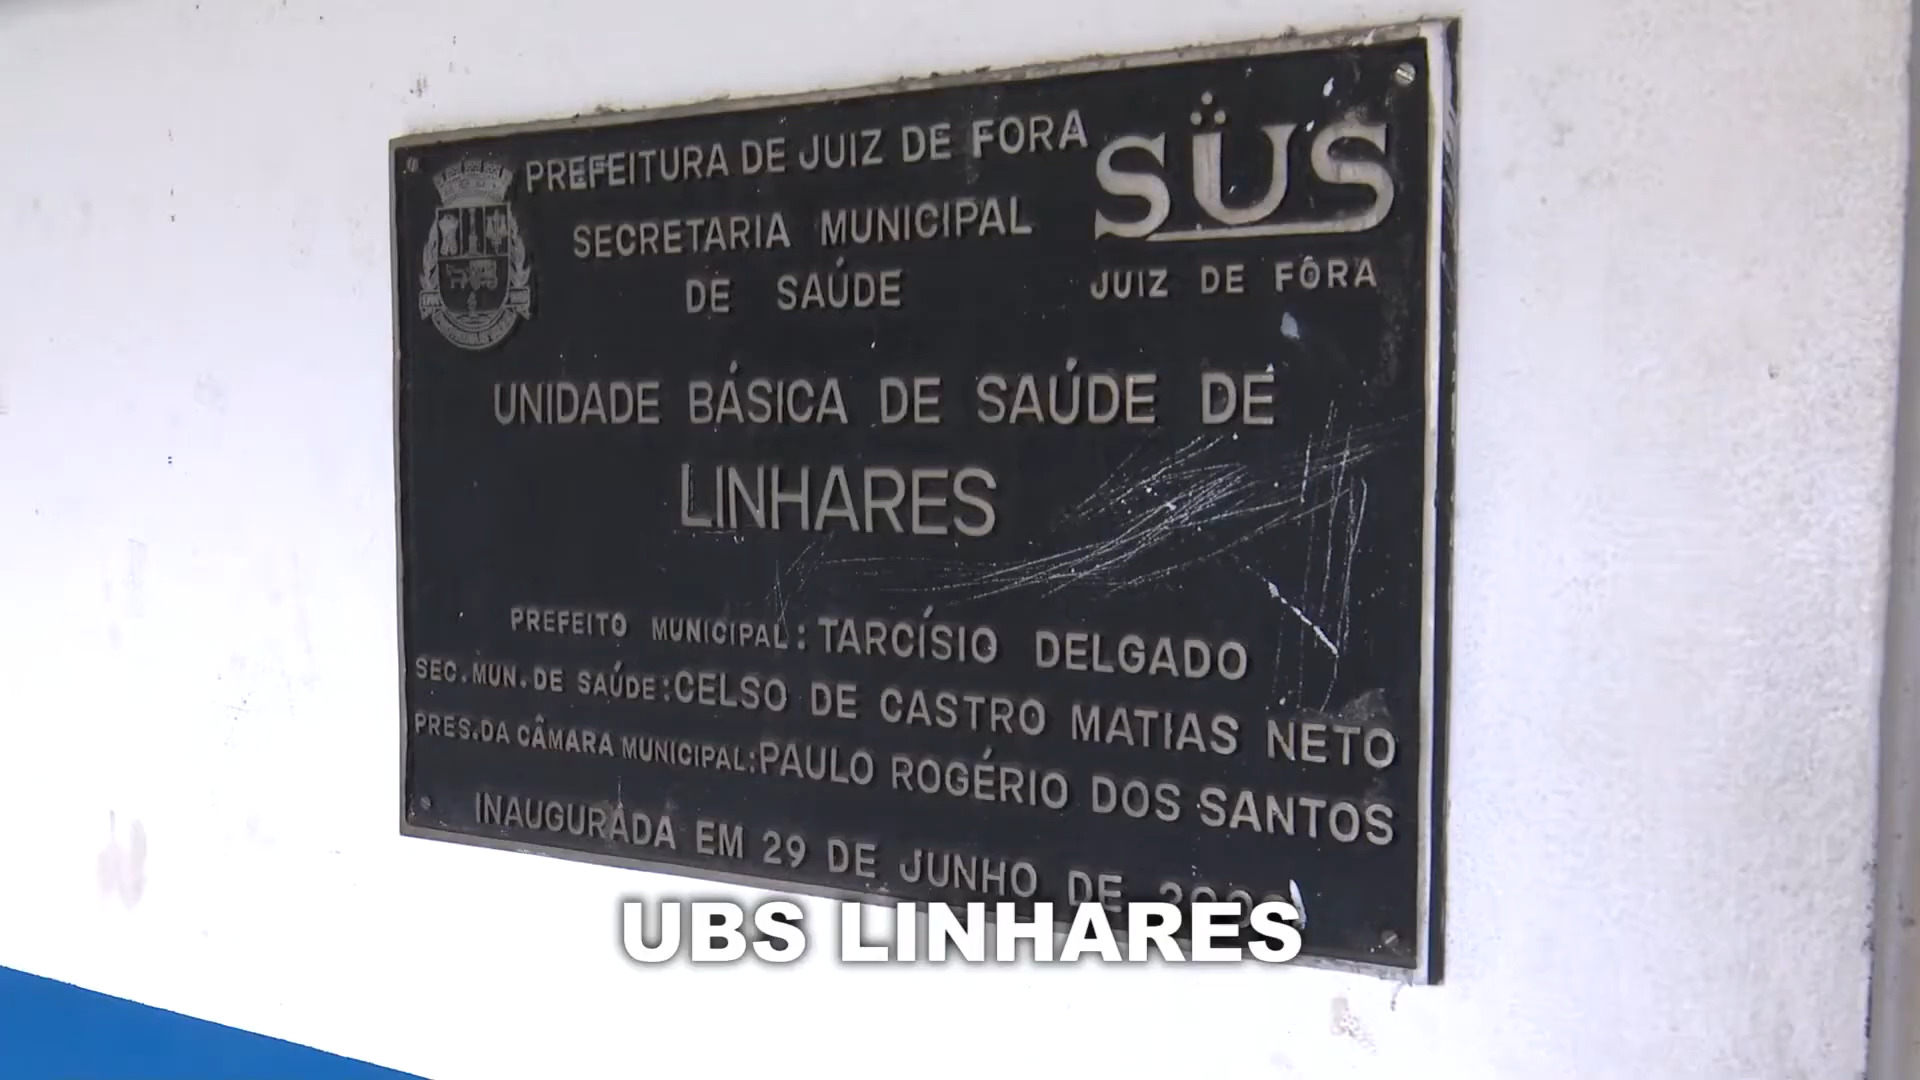 PREFEITURA DE JUIZ DE FORA
SÜS
SECRETARIA MUNICIPAL
DE SAÚDE
JUIZ DE FÔRA
UNIDADE BÁSICA DE SAÚDE DE
LINHARES
PREFEITO MUNICIPAL: TARCÍSIO DELGADO
SEC. MUN. DE SAÚDE: CELSO DE CASTRO MATIAS NETO
PRES. DA CÂMARA MUNICIPAL: PAULO ROGÉRIO DOS SANTOS
INAUGURADA EM 29 DE JUNHO DE
UBS LINHARES